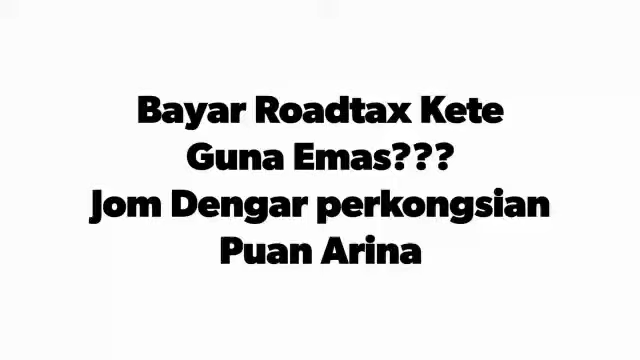 Bayar Roadtax Kete
Guna Emas???
Jom Dengar perkongsian
Puan Arina